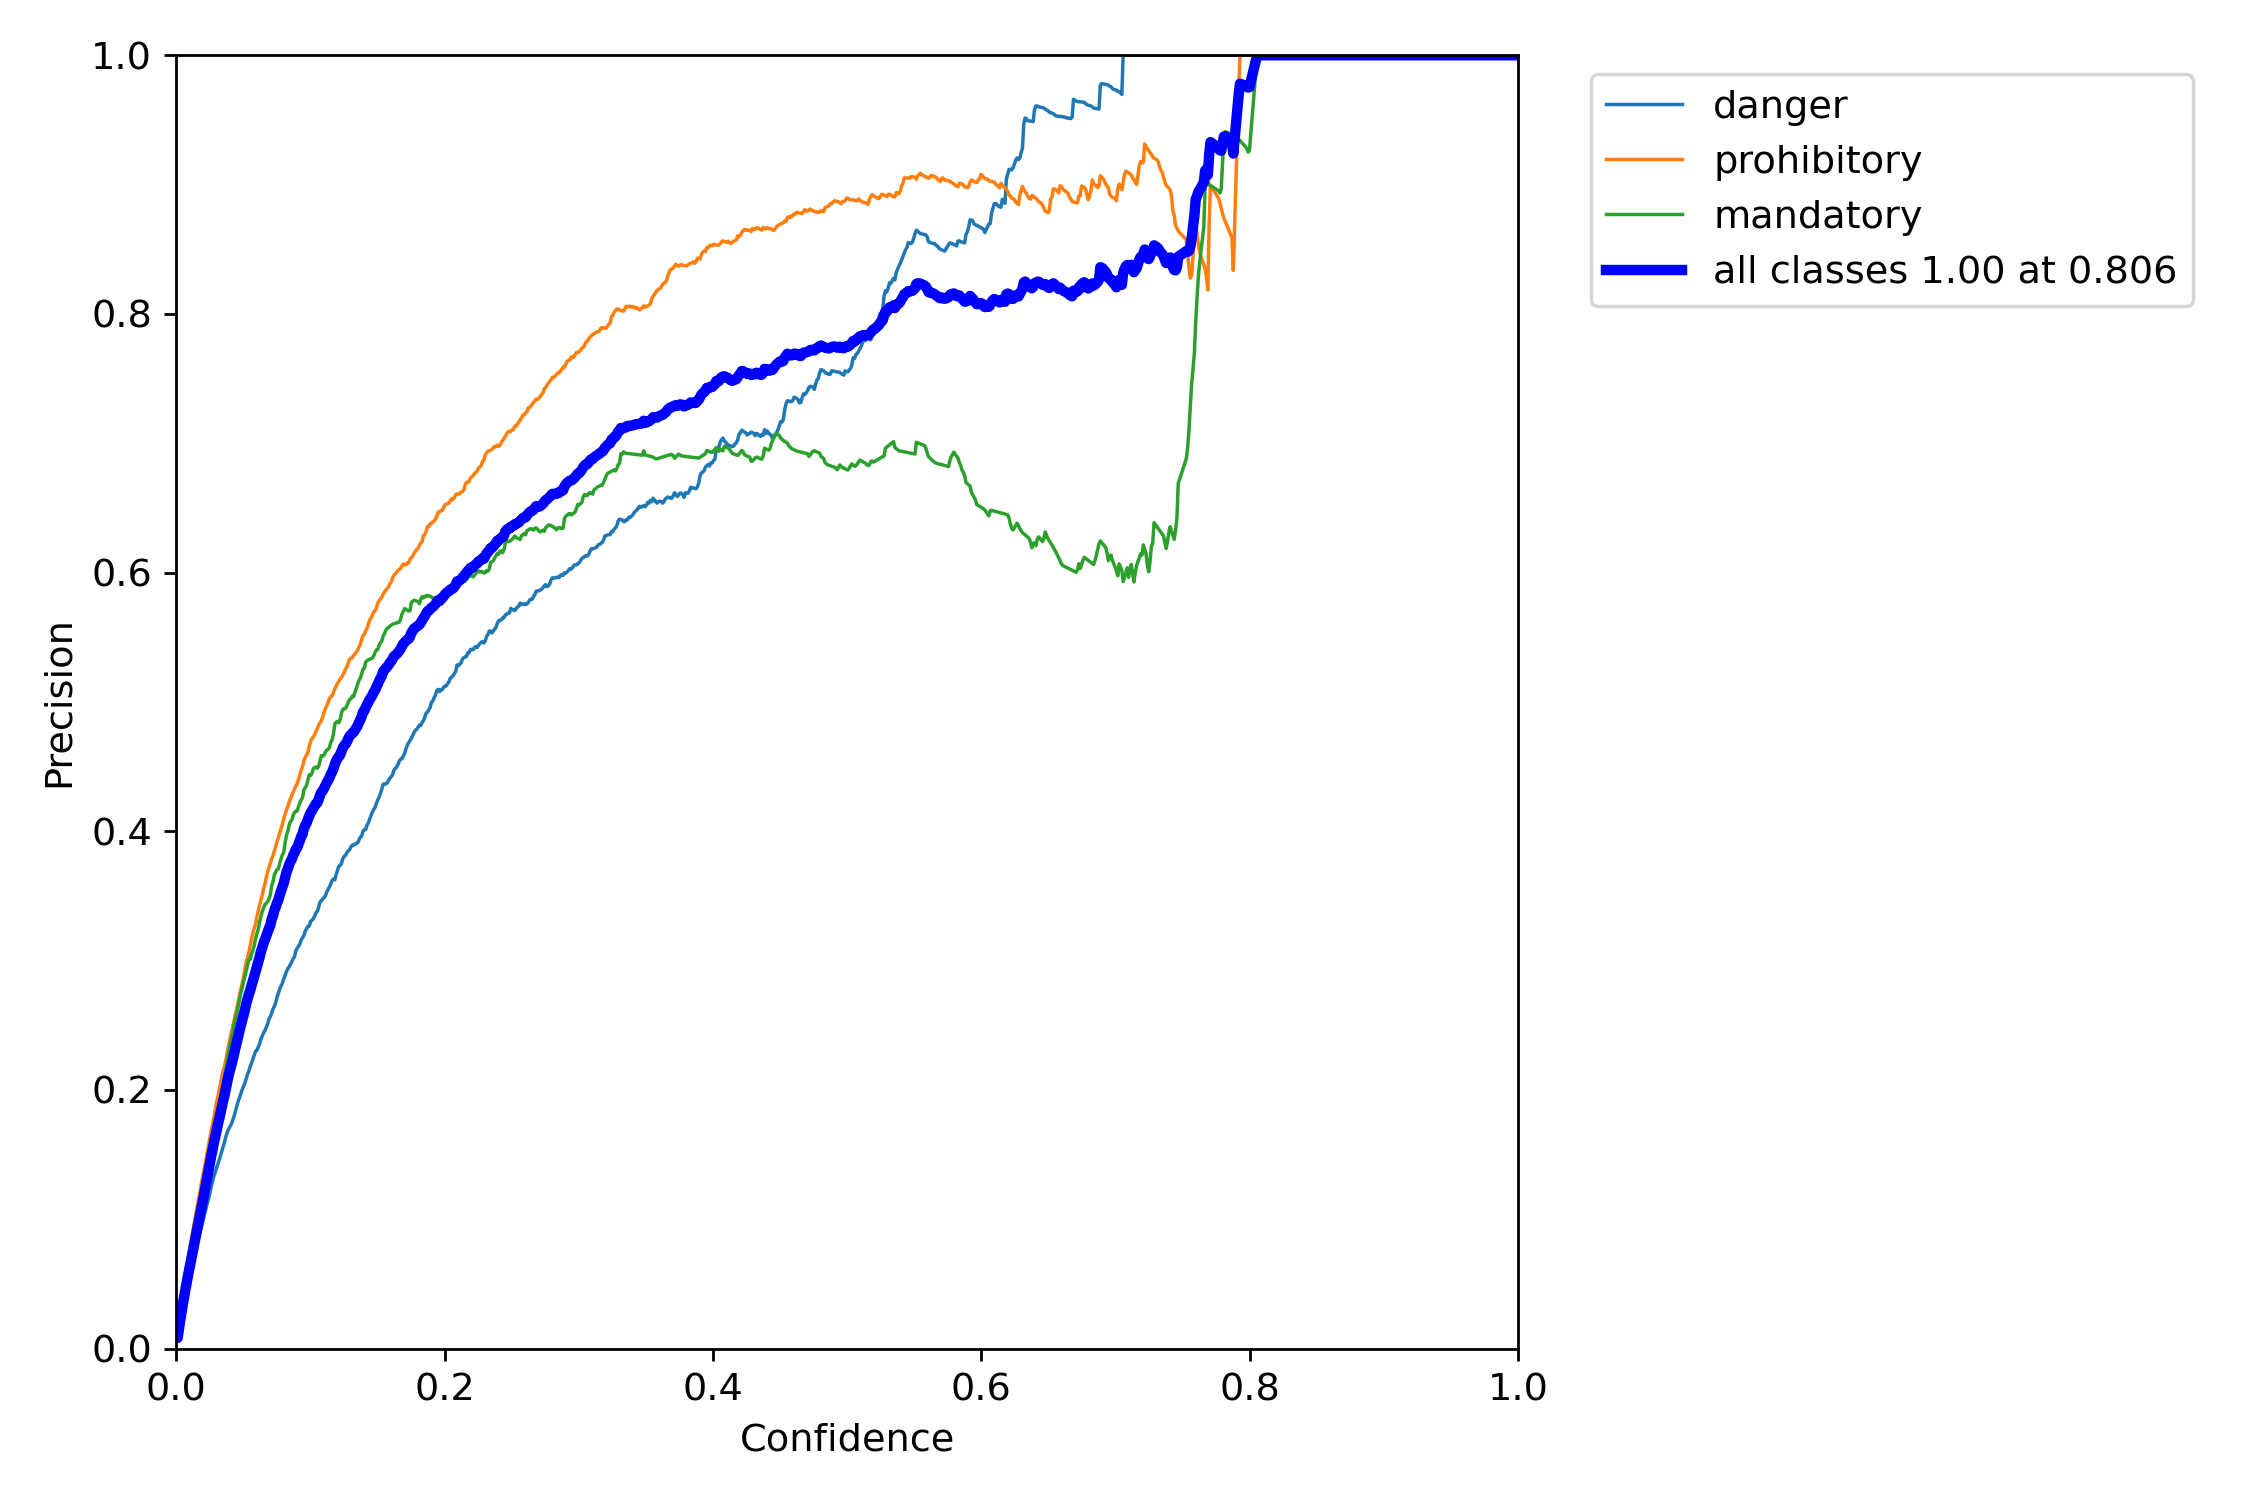 1.0
0.8
0.6
0.4
0.2
0.0
Precision
0.0 0.2 0.4 0.6 0.8 1.0
Confidence
danger
prohibitory
mandatory
all classes 1.00 at 0.806